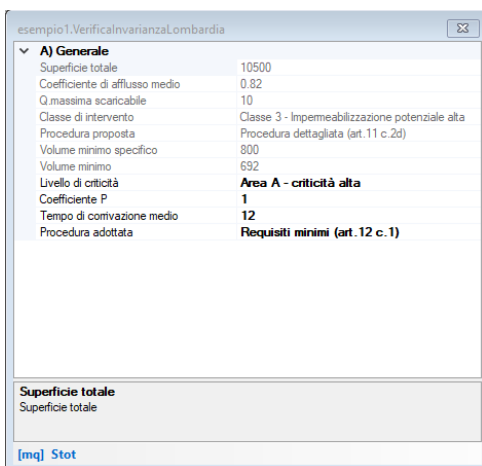 esempio1.VerificaInvarianzaLombardia
A) Generale
Superficie totale 10500
Coefficiente di afflusso medio 0.82
Q.massima scaricabile 10
Classe di intervento Classe 3 - Impermeabilizzazione potenziale alta
Procedura proposta Procedura dettagliata (art.11 c.2d)
Volume minimo specifico 800
Volume minimo 692
Livello di criticità Area A - criticità alta
Coefficiente P 1
Tempo di corrivazione medio 12
Procedura adottata Requisiti minimi (art.12 c.1)
Superficie totale
Superficie totale
[mq] Stot